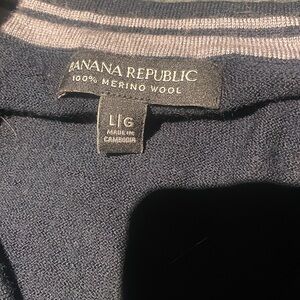 BANANA REPUBLIC
100% MERINO WOOL
L|G
MADE IN
CAMBODIA